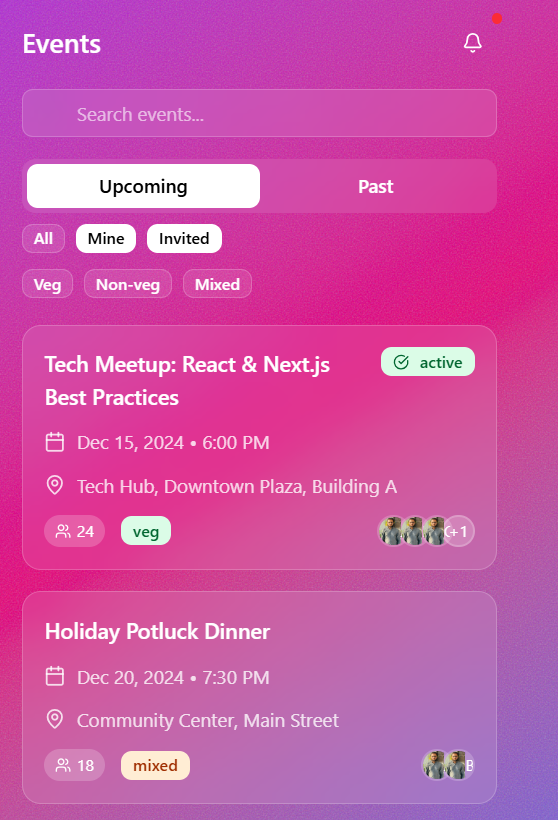 Events
Search events...
Upcoming Past
All Mine Invited
Veg Non-veg Mixed
Tech Meetup: React & Next.js active
Best Practices
Dec 15, 2024 • 6:00 PM
Tech Hub, Downtown Plaza, Building A
24 veg +1
Holiday Potluck Dinner
Dec 20, 2024 • 7:30 PM
Community Center, Main Street
18 mixed